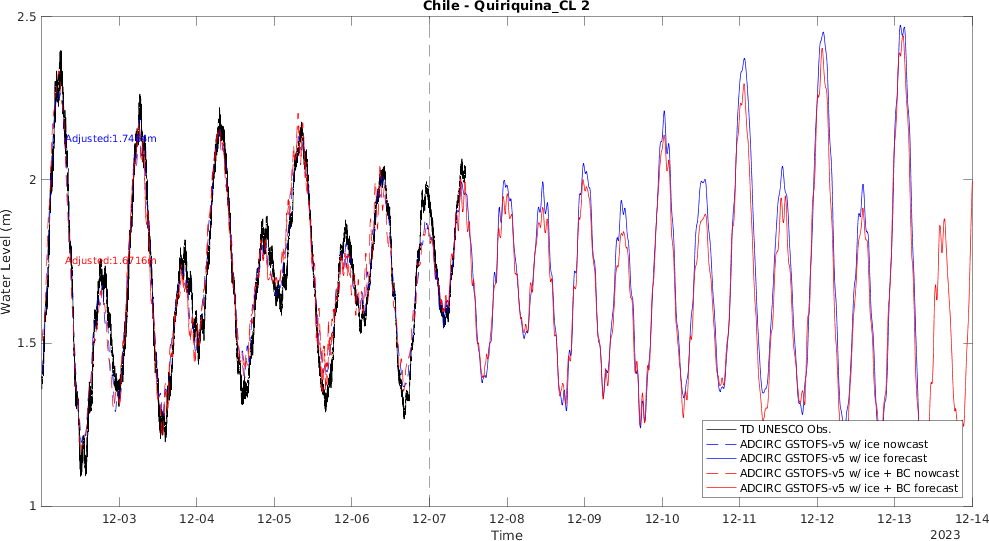 Chile - Quiriquina_CL 2
Water Level (m)
2.5
2
1.5
1
Adjusted:1.6716m
TD UNESCO Obs.
ADCIRC GSTOFS-v5 w/ ice nowcast
ADCIRC GSTOFS-v5 w/ ice forecast
ADCIRC GSTOFS-v5 w/ ice + BC nowcast
ADCIRC GSTOFS-v5 w/ ice + BC forecast
12-03 12-04 12-05 12-06 12-07 12-08 12-09 12-10 12-11 12-12 12-13 12-14
Time
2023